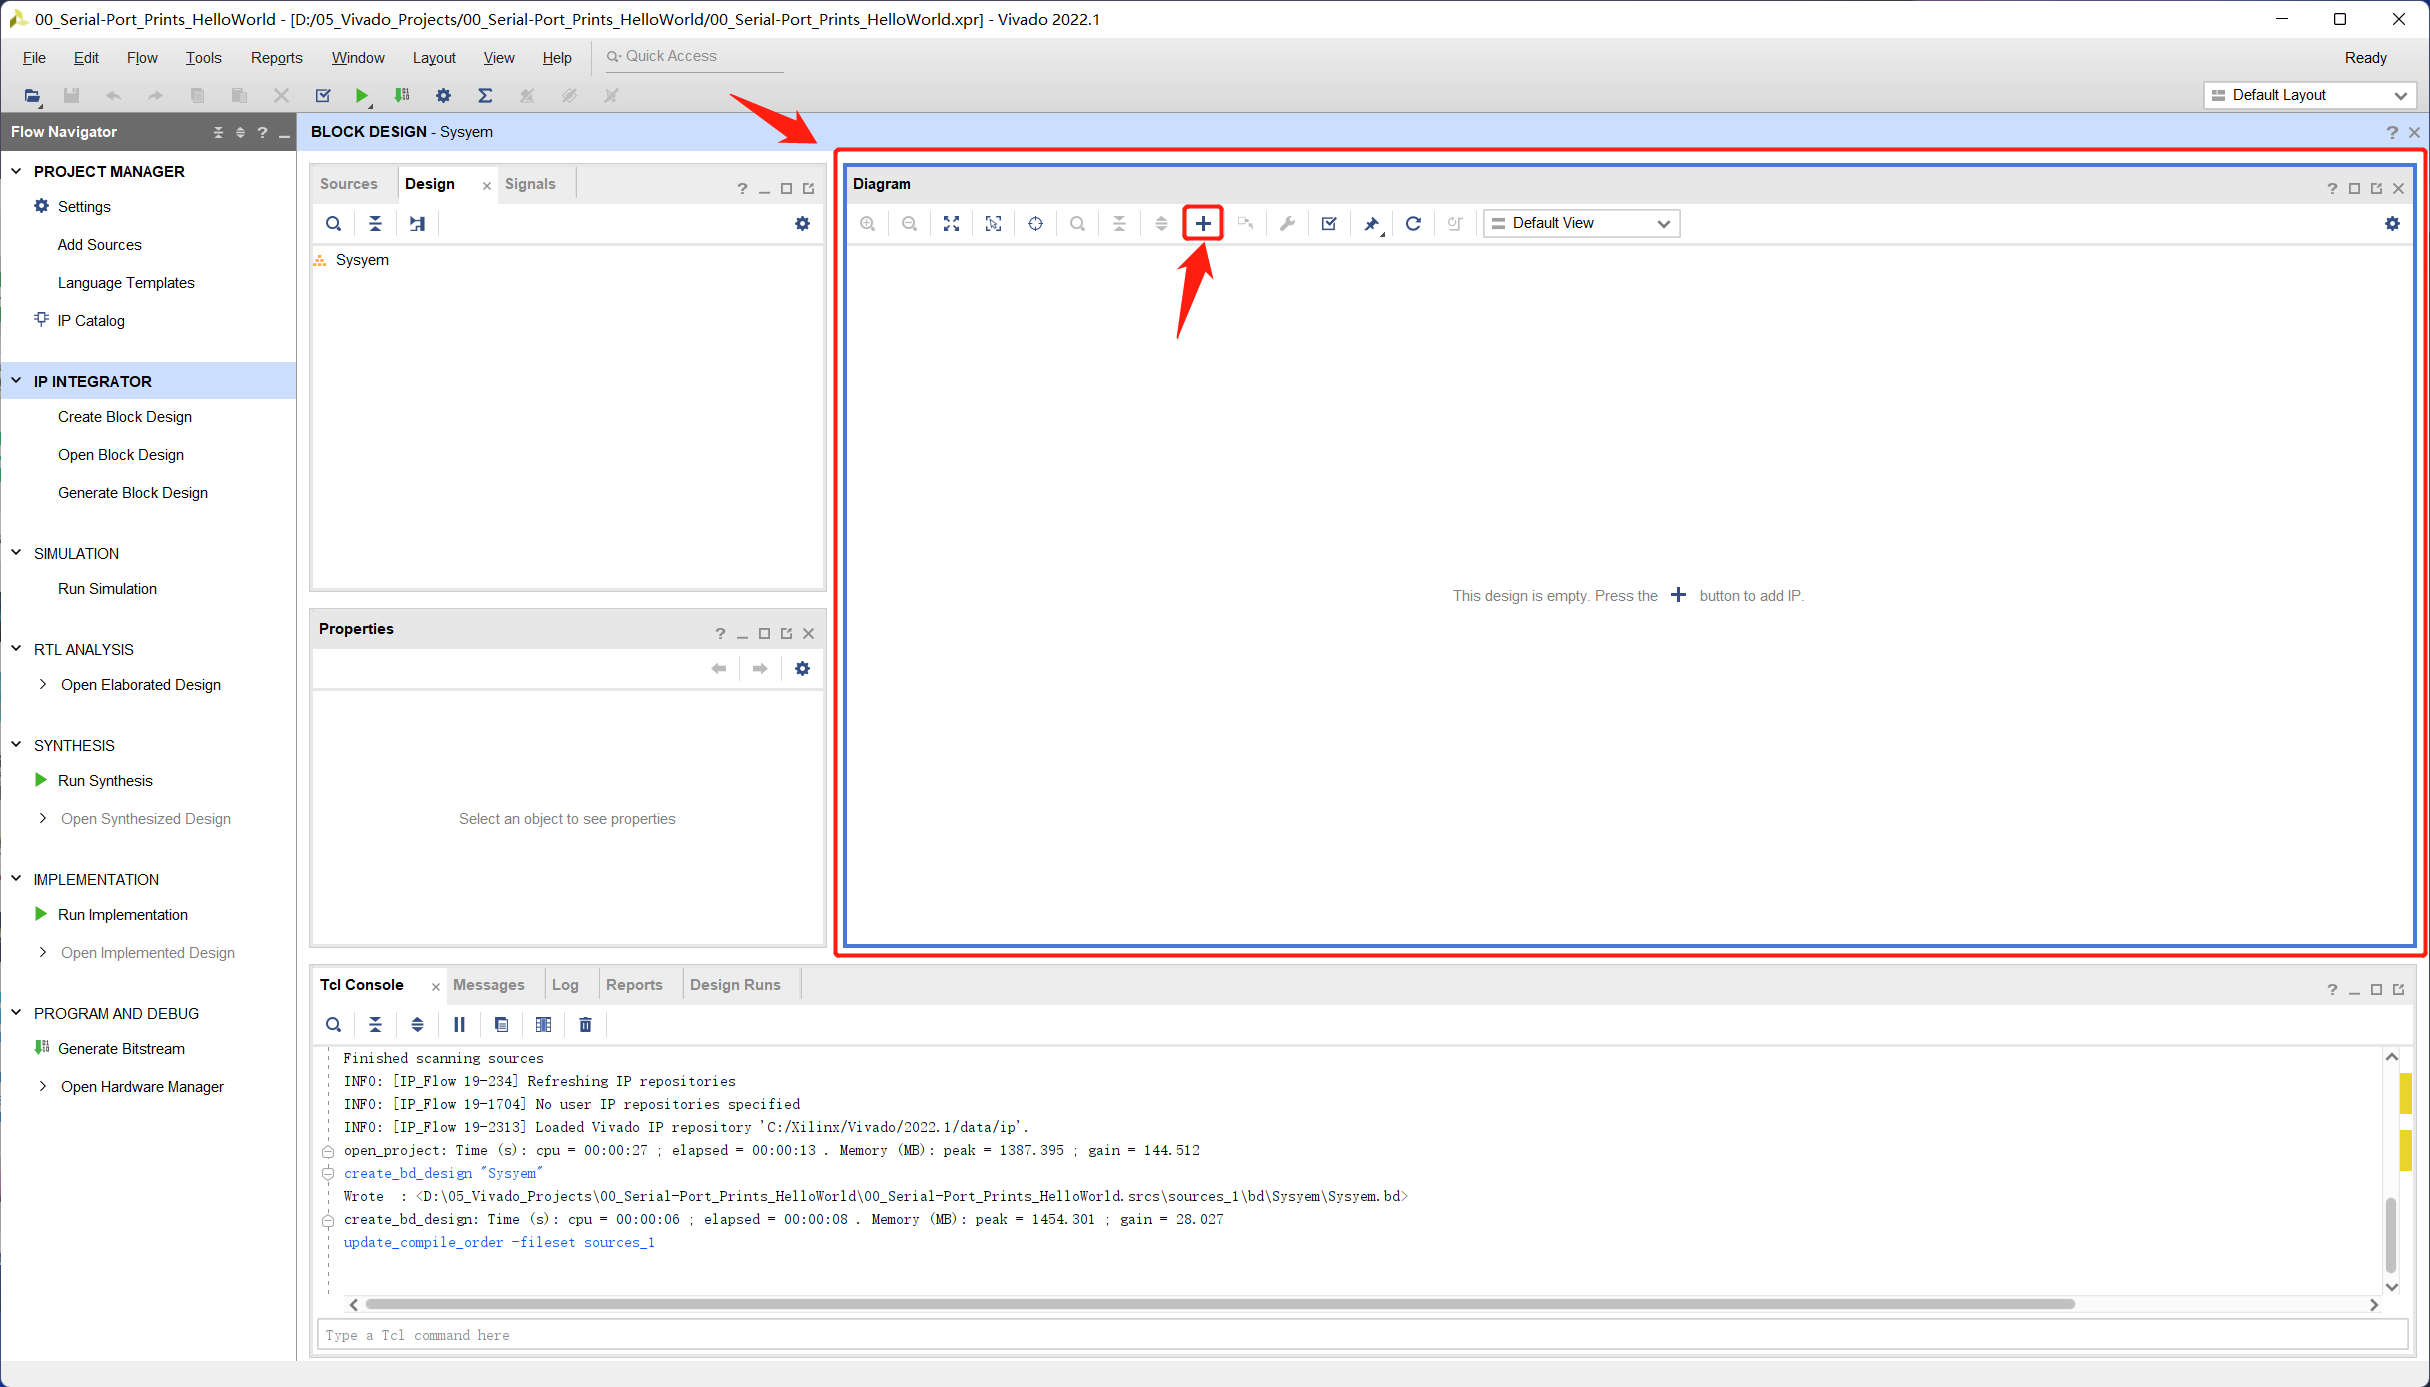 00_Serial-Port_Prints_HelloWorld - [D:/05_Vivado_Projects/00_Serial-Port_Prints_HelloWorld/00_Serial-Port_Prints_HelloWorld.xpr] - Vivado 2022.1
File Edit Flow Tools Reports Window Layout View Help Quick Access Ready
Default Layout
Flow Navigator
PROJECT MANAGER
Settings
Add Sources
Language Templates
IP Catalog
IP INTEGRATOR
Create Block Design
Open Block Design
Generate Block Design
SIMULATION
Run Simulation
RTL ANALYSIS
Open Elaborated Design
SYNTHESIS
Run Synthesis
Open Synthesized Design
IMPLEMENTATION
Run Implementation
Open Implemented Design
PROGRAM AND DEBUG
Generate Bitstream
Open Hardware Manager
BLOCK DESIGN - Sysyem
Sources Design Signals
Sysyem
Properties
Select an object to see properties
Diagram
Default View
This design is empty. Press the + button to add IP.
Tcl Console Messages Log Reports Design Runs
Finished scanning sources
INFO: [IP_Flow 19-234] Refreshing IP repositories
INFO: [IP_Flow 19-1704] No user IP repositories specified
INFO: [IP_Flow 19-2313] Loaded Vivado IP repository 'C:/Xilinx/Vivado/2022.1/data/ip'.
open_project: Time (s): cpu = 00:00:27 ; elapsed = 00:00:13 . Memory (MB): peak = 1387.395 ; gain = 144.512
create_bd_design "Sysyem"
Wrote  : <D:\05_Vivado_Projects\00_Serial-Port_Prints_HelloWorld\00_Serial-Port_Prints_HelloWorld.srcs\sources_1\bd\Sysyem\Sysyem.bd>
create_bd_design: Time (s): cpu = 00:00:06 ; elapsed = 00:00:08 . Memory (MB): peak = 1454.301 ; gain = 28.027
update_compile_order -fileset sources_1
Type a Tcl command here